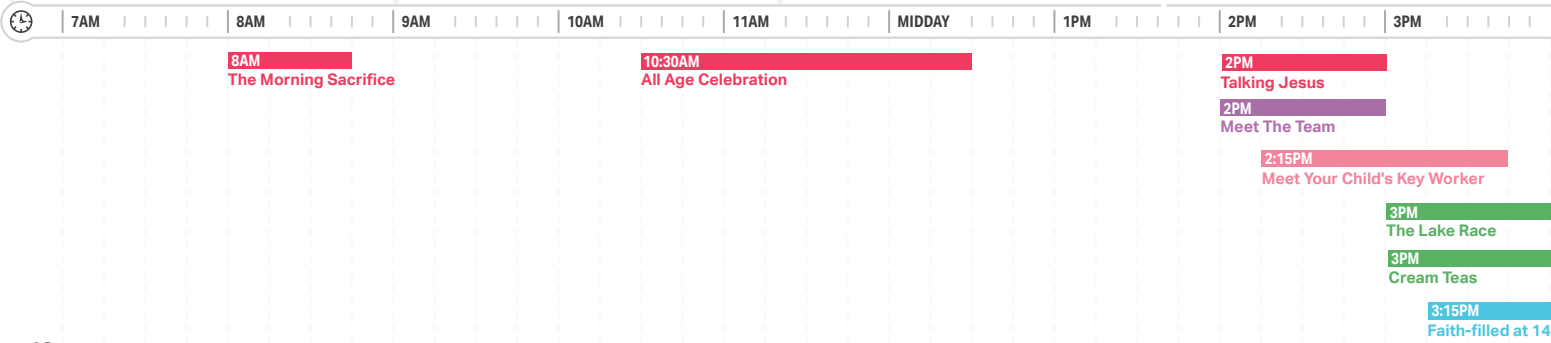 7AM 8AM 9AM 10AM 11AM MIDDAY 1PM 2PM 3PM
8AM
The Morning Sacrifice
10:30AM
All Age Celebration
2PM
Talking Jesus
2PM
Meet The Team
2:15PM
Meet Your Child's Key Worker
3PM
The Lake Race
3PM
Cream Teas
3:15PM
Faith-filled at 14